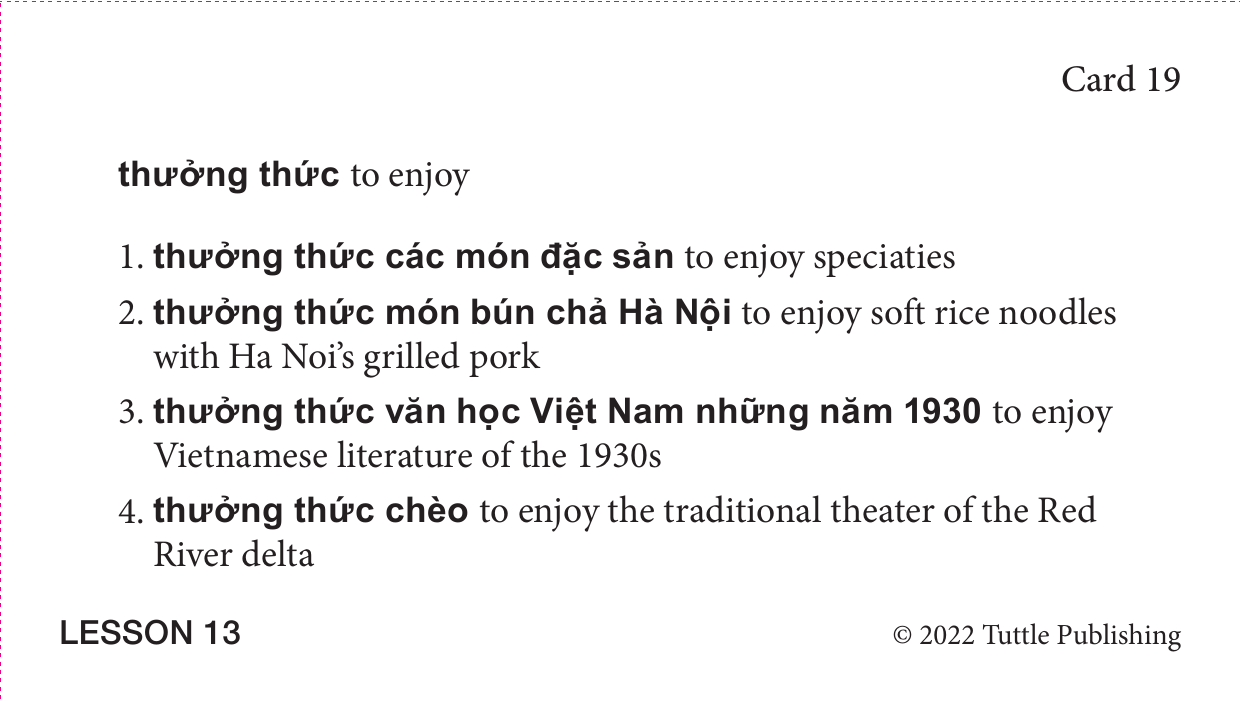 Card 19
thưởng thức to enjoy
1. thưởng thức các món đặc sản to enjoy speciaties
2. thưởng thức món bún chả Hà Nội to enjoy soft rice noodles
with Ha Noi’s grilled pork
3. thưởng thức văn học Việt Nam những năm 1930 to enjoy
Vietnamese literature of the 1930s
4. thưởng thức chèo to enjoy the traditional theater of the Red
River delta
LESSON 13
© 2022 Tuttle Publishing